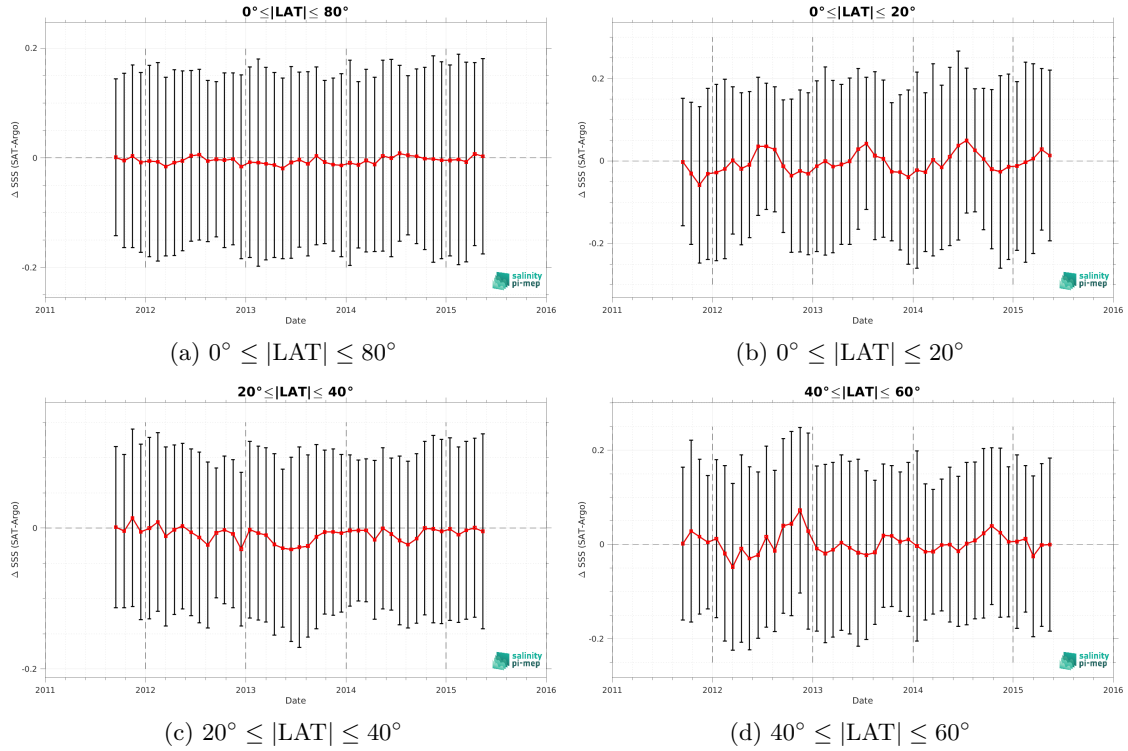 0°≤|LAT|≤ 80°
Δ SSS (SAT-Argo)
0.2
0
-0.2
2011 2012 2013 2014 2015 2016
Date
salinity
pi-mep
(a) 0° ≤ |LAT| ≤ 80°
0°≤|LAT|≤ 20°
Δ SSS (SAT-Argo)
0.2
0
-0.2
2011 2012 2013 2014 2015 2016
Date
salinity
pi-mep
(b) 0° ≤ |LAT| ≤ 20°
20°≤|LAT|≤ 40°
Δ SSS (SAT-Argo)
0
-0.2
2011 2012 2013 2014 2015 2016
Date
salinity
pi-mep
(c) 20° ≤ |LAT| ≤ 40°
40°≤|LAT|≤ 60°
Δ SSS (SAT-Argo)
0.2
0
-0.2
2011 2012 2013 2014 2015 2016
Date
salinity
pi-mep
(d) 40° ≤ |LAT| ≤ 60°